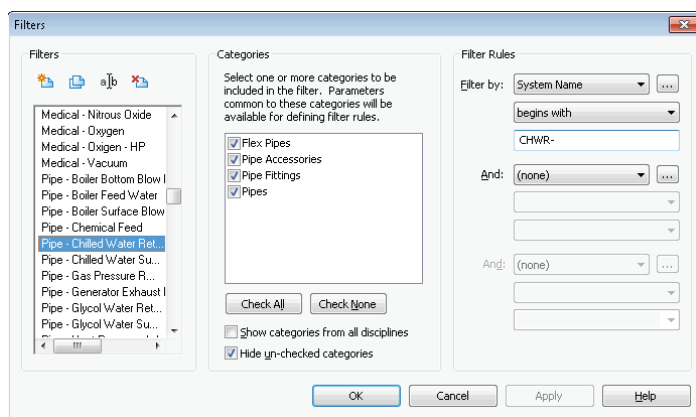 Filters
Filters
aIb
Medical - Nitrous Oxide
Medical - Oxygen
Medical - Oxigen - HP
Medical - Vacuum
Pipe - Boiler Bottom Blow
Pipe - Boiler Feed Water
Pipe - Boiler Surface Blow
Pipe - Chemical Feed
Pipe - Chilled Water Ret...
Pipe - Chilled Water Su...
Pipe - Gas Pressure R...
Pipe - Generator Exhaust
Pipe - Glycol Water Ret...
Pipe - Glycol Water Su...
Categories
Select one or more categories to be
included in the filter. Parameters
common to these categories will be
available for defining filter rules.
Flex Pipes
Pipe Accessories
Pipe Fittings
Pipes
Check All
Check None
Show categories from all disciplines
Hide un-checked categories
Filter Rules
Filter by: System Name ...
begins with
CHWR-
And: (none) ...
And: (none) ...
OK
Cancel
Apply
Help